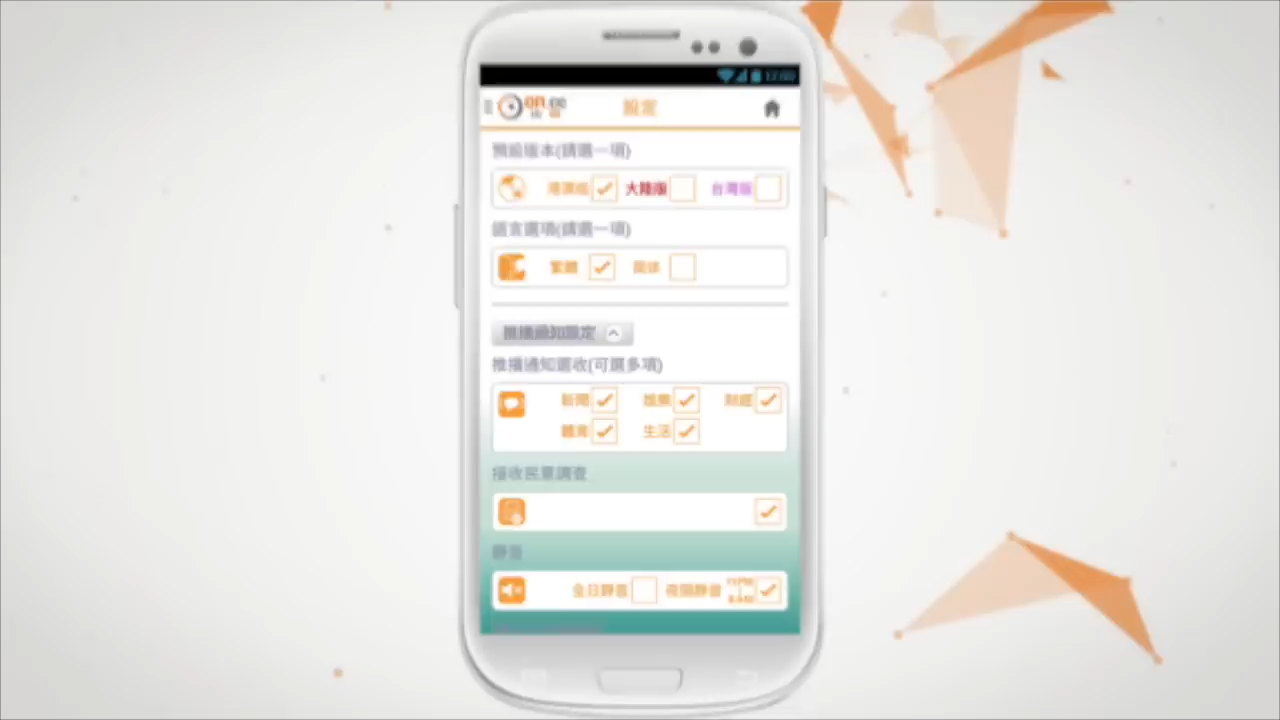 設定
預設版本(請選一項)
港澳版 大陸版 台灣版
語言選項(請選一項)
繁體 简体
推播通知設定
推播通知選收(可選多項)
新聞 娛樂 財經
體育 生活
接收民意調查
靜音
全日靜音 夜間靜音